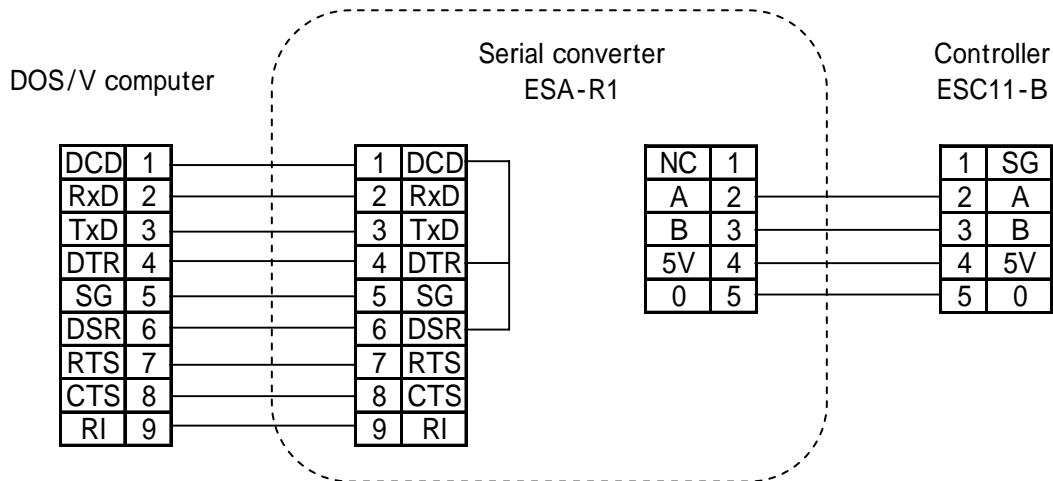 Serial converter
ESA-R1
Controller
ESC11-B
DOS/V computer
DCD 1 1 DCD NC 1 1 SG
RxD 2 2 RxD A 2 2 A
TxD 3 3 TxD B 3 3 B
DTR 4 4 DTR 5V 4 4 5V
SG 5 5 SG 0 5 5 0
DSR 6 6 DSR
RTS 7 7 RTS
CTS 8 8 CTS
RI 9 9 RI